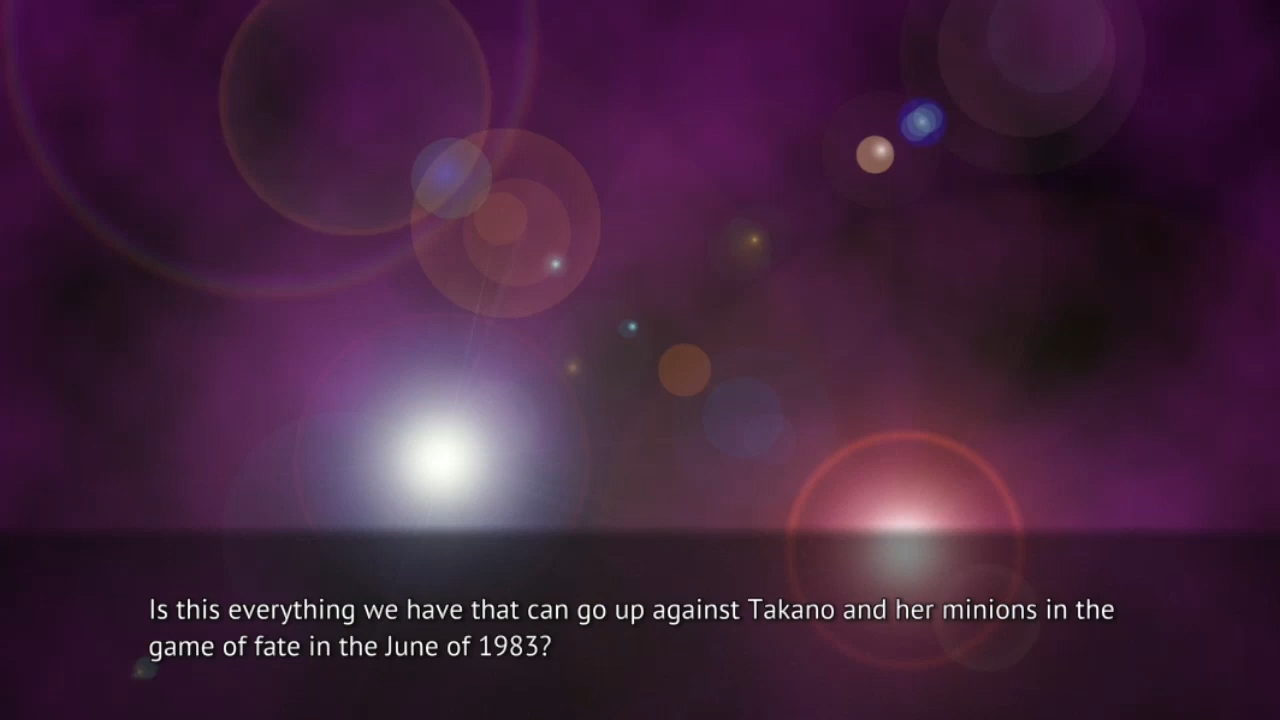 Is this everything we have that can go up against Takano and her minions in the
game of fate in the June of 1983?